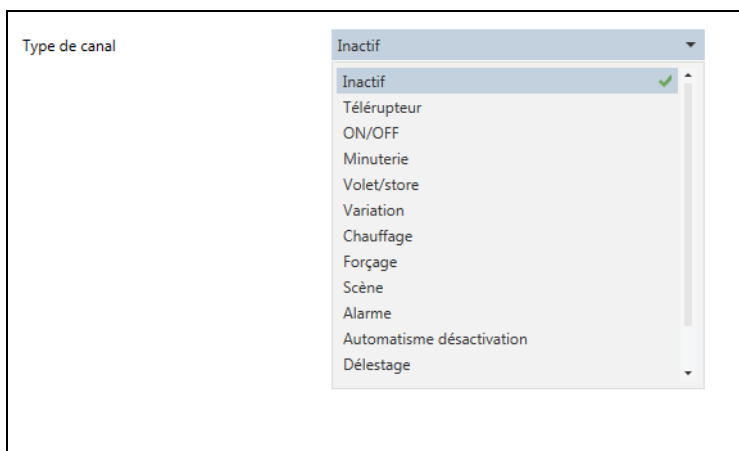 Type de canal Inactif
Inactif
Télérupteur
ON/OFF
Minuterie
Volet/store
Variation
Chauffage
Forçage
Scène
Alarme
Automatisme désactivation
Délestage